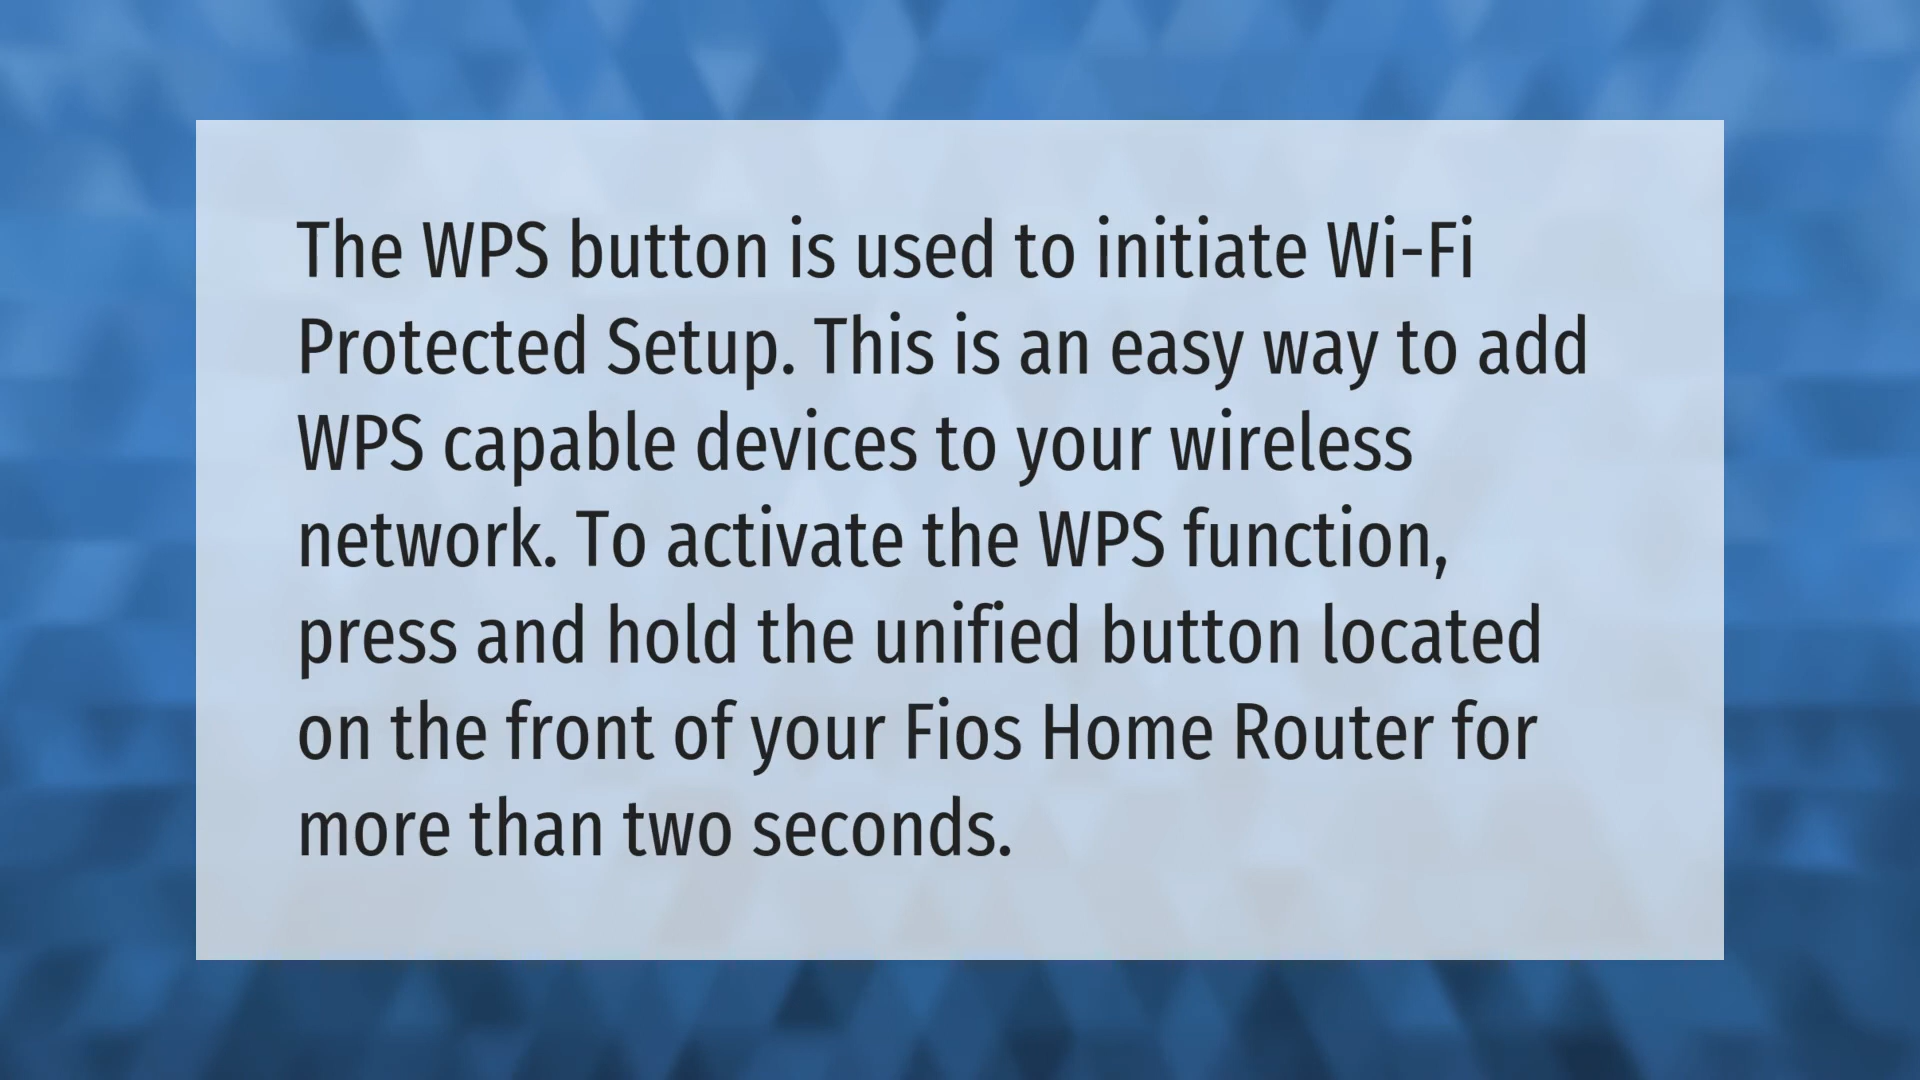 The WPS button is used to initiate Wi-Fi
Protected Setup. This is an easy way to add
WPS capable devices to your wireless
network. To activate the WPS function,
press and hold the unified button located
on the front of your Fios Home Router for
more than two seconds.